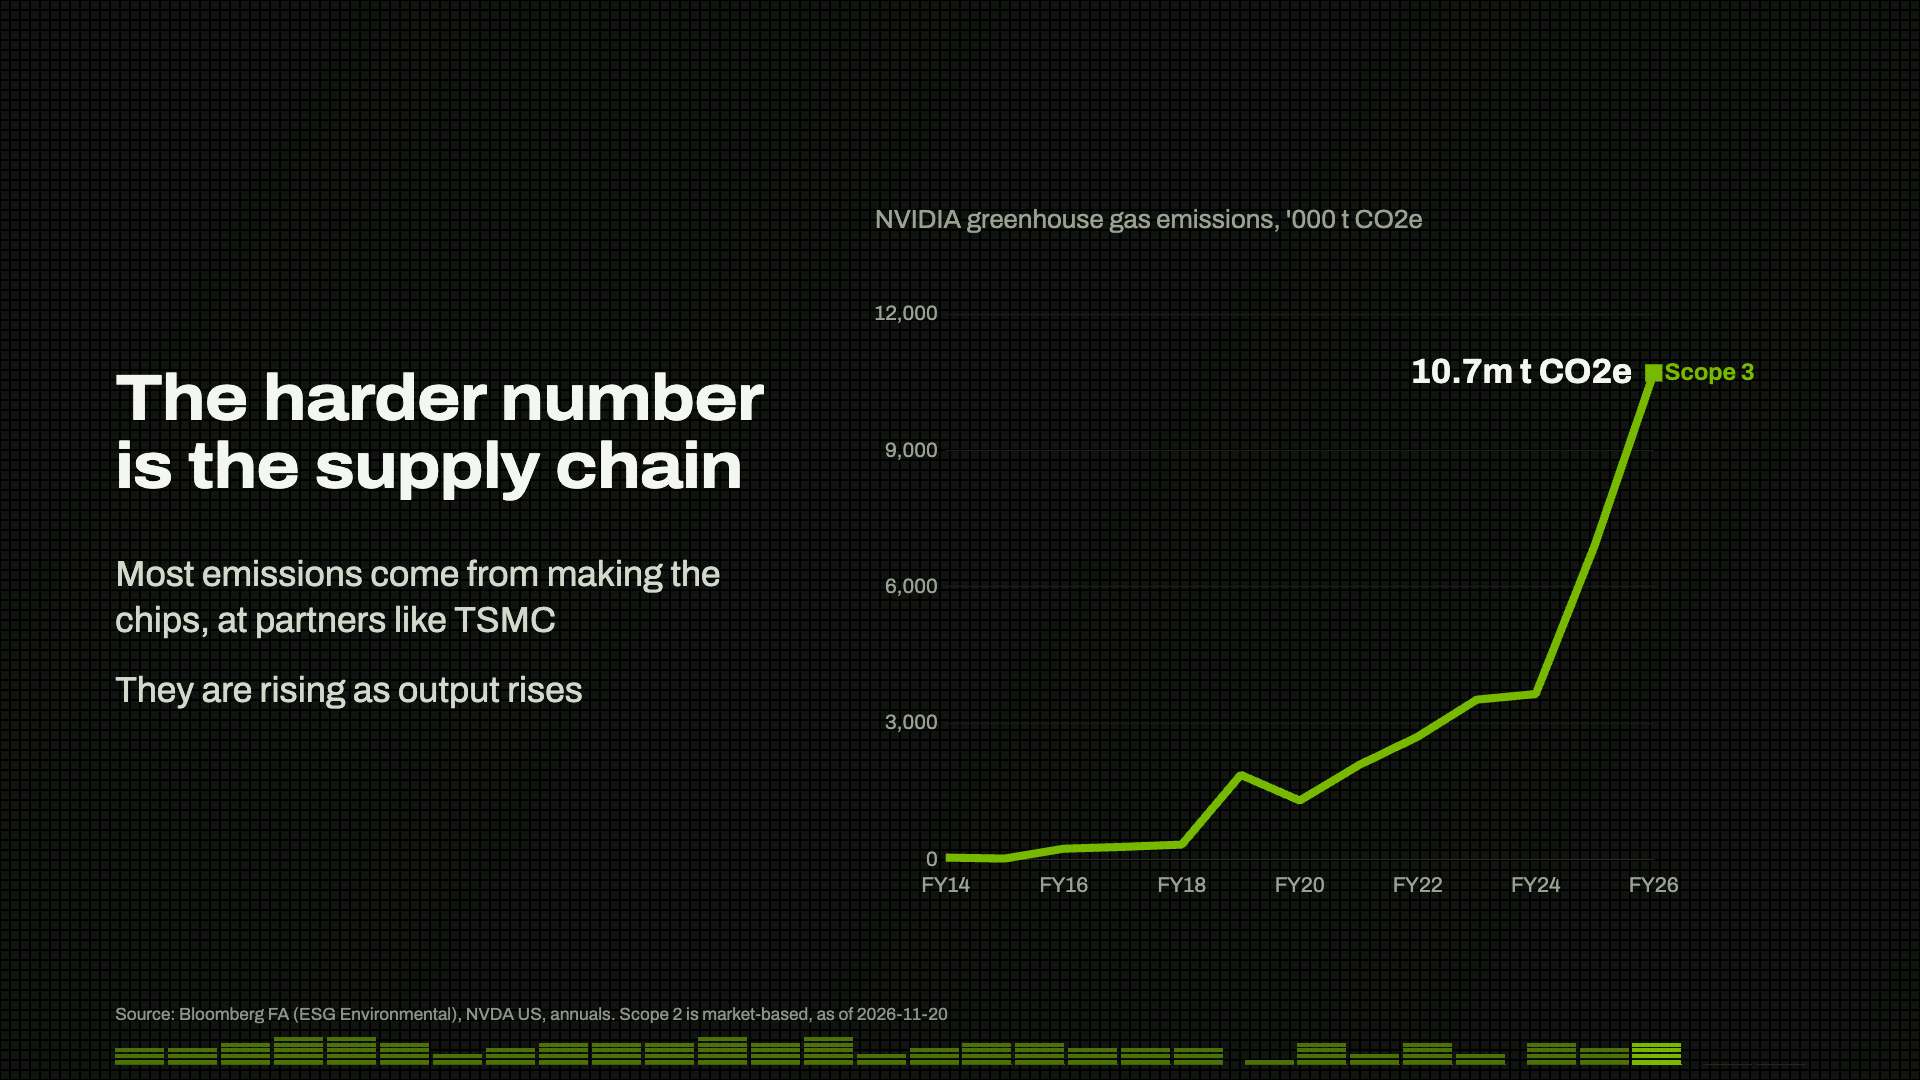 NVIDIA greenhouse gas emissions, '000 t CO2e
12,000
10.7m t CO2e
Scope 3
The harder number
is the supply chain
9,000
Most emissions come from making the
chips, at partners like TSMC
6,000
They are rising as output rises
3,000
0
FY14 FY16 FY18 FY20 FY22 FY24 FY26
Source: Bloomberg FA (ESG Environmental), NVDA US, annuals. Scope 2 is market-based, as of 2026-11-20